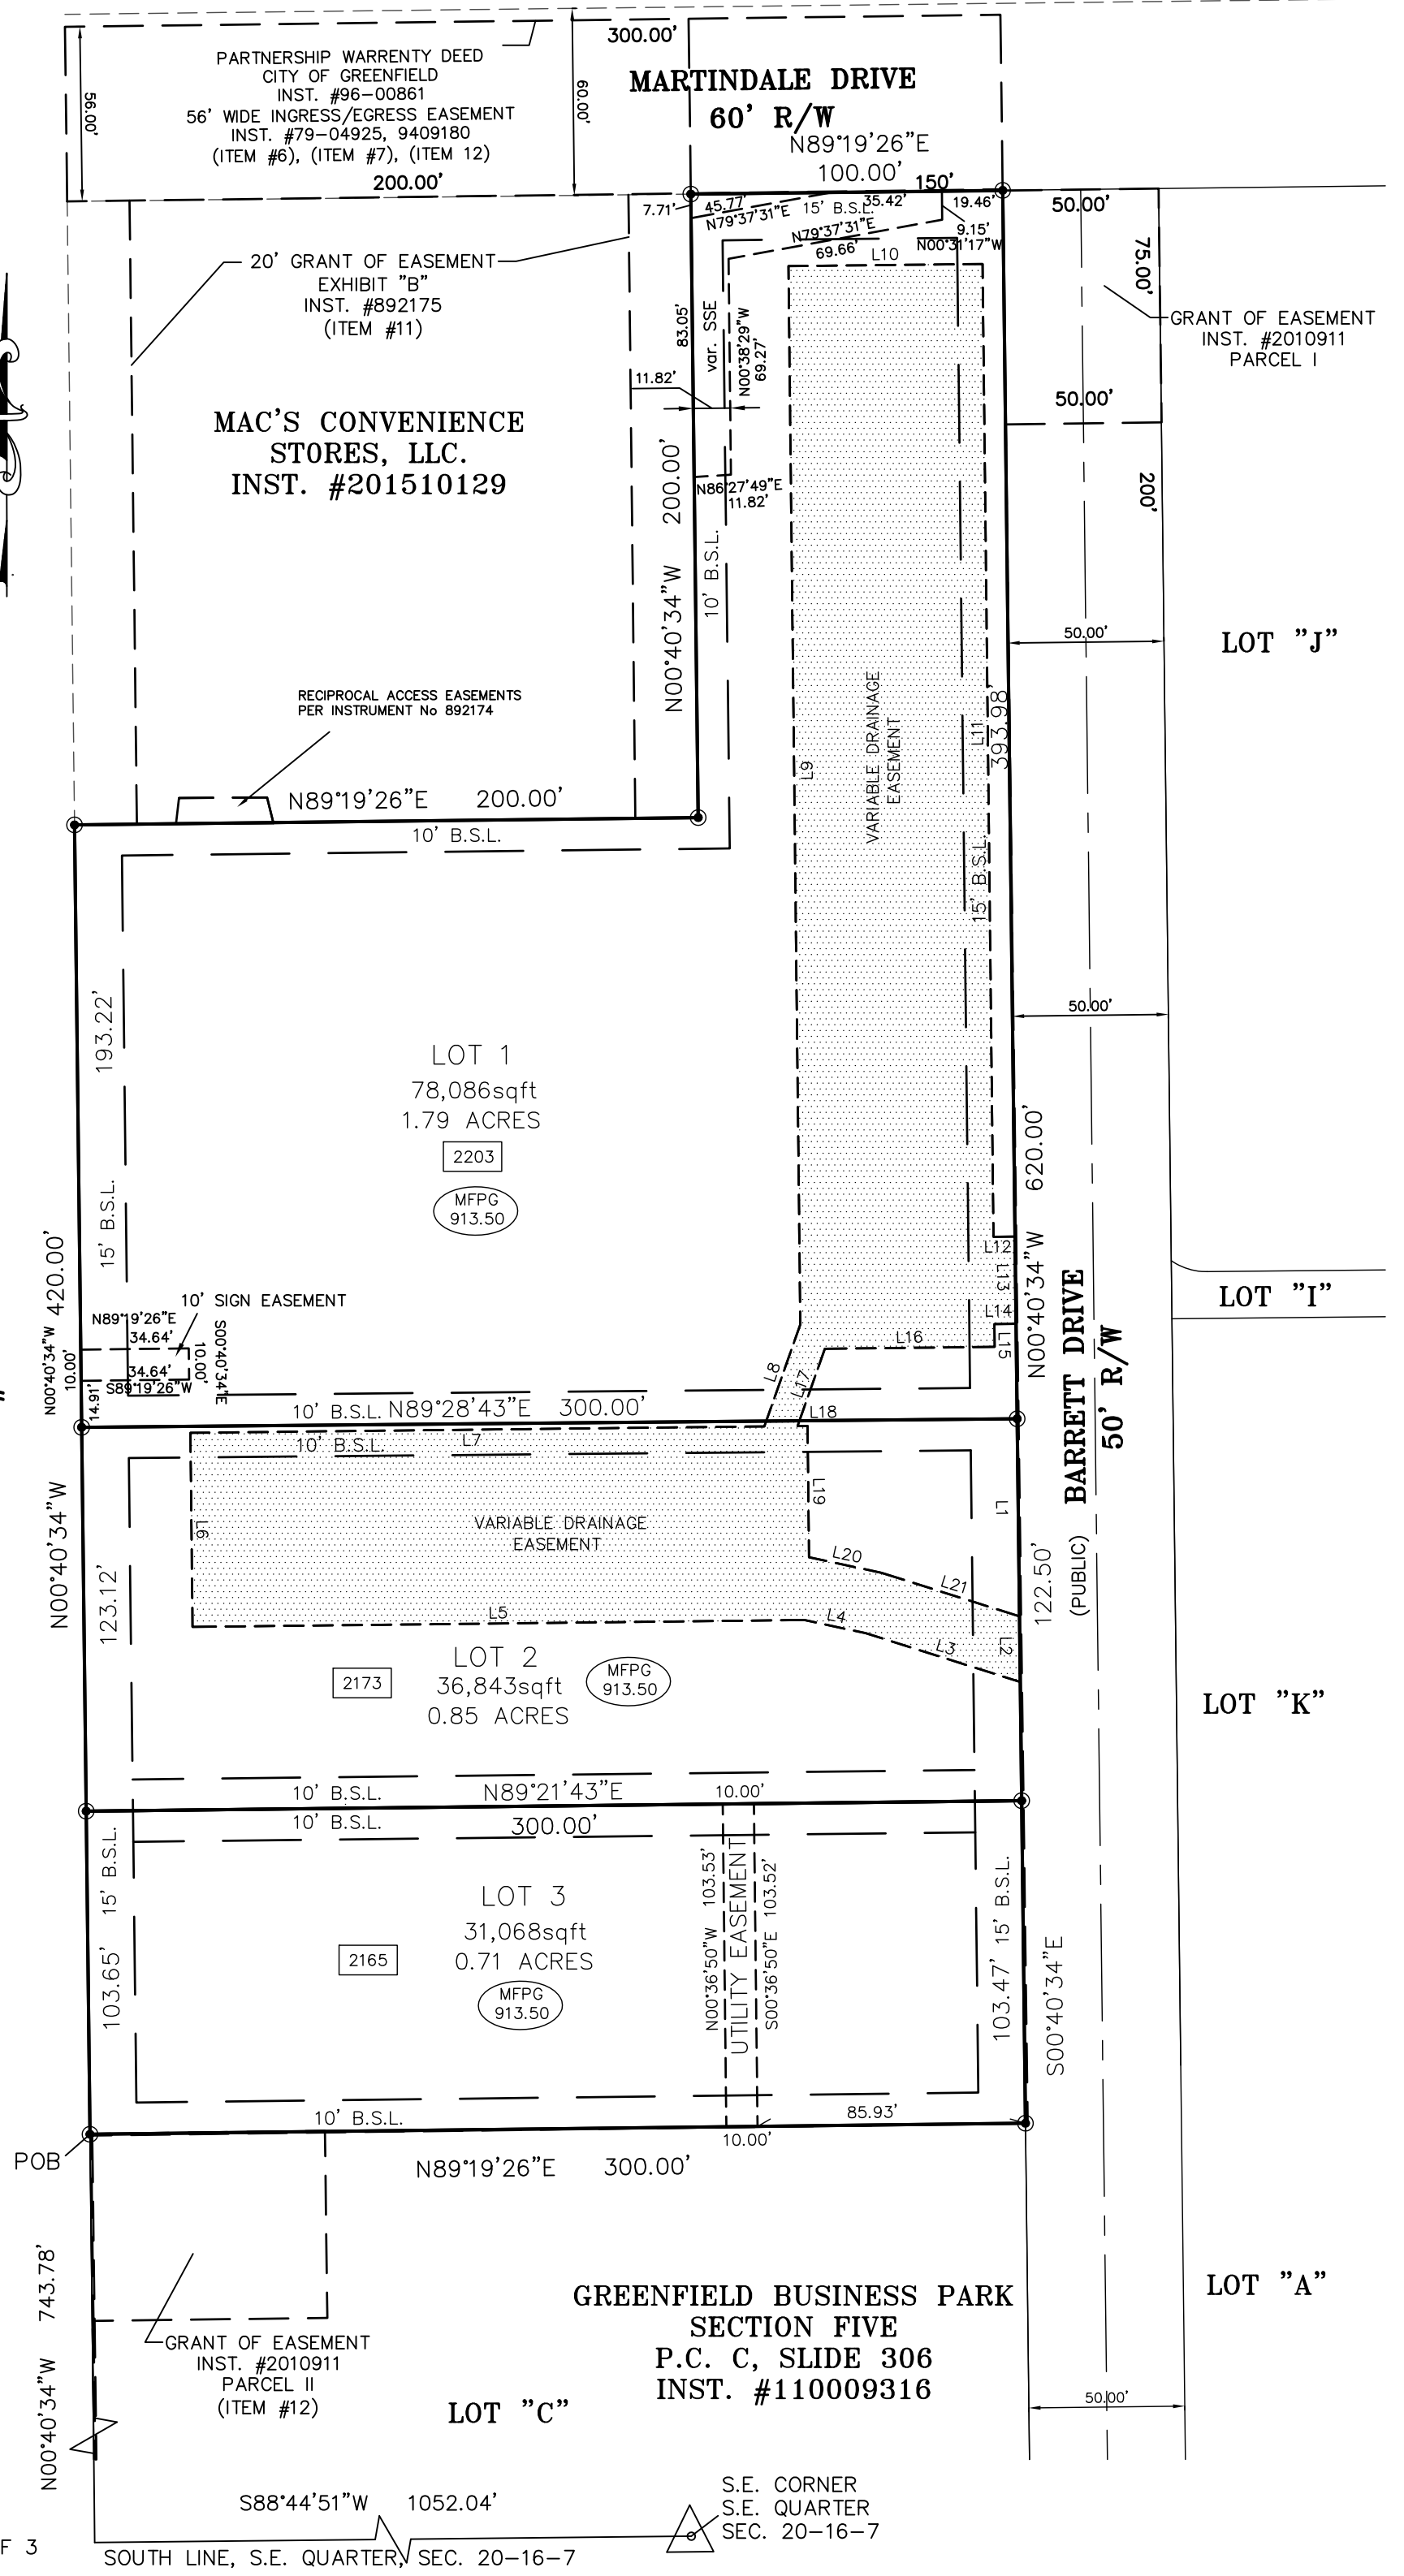 300.00'
56.00'
PARTNERSHIP WARRENTY DEED
CITY OF GREENFIELD
INST. #96-00861
56' WIDE INGRESS/EGRESS EASEMENT
INST. #79-04925, 9409180
(ITEM #6), (ITEM #7), (ITEM 12)
200.00'
60.00'
MARTINDALE DRIVE
60' R/W
N89°19'26"E
100.00'
150'
7.71'
45.77'
N79°37'31"E
15' B.S.L.
35.42'
19.46'
N79°37'31"E
69.66'
9.15'
N00°31'17"W
50.00'
75.00'
L10
20' GRANT OF EASEMENT
EXHIBIT "B"
INST. #892175
(ITEM #11)
83.05'
var. SSE
N00°38'29"W
69.27'
GRANT OF EASEMENT
INST. #2010911
PARCEL I
11.82'
50.00'
MAC'S CONVENIENCE
STORES, LLC.
INST. #201510129
N86°27'49"E
11.82'
200'
N00°40'34"W 200.00'
10' B.S.L.
50.00'
LOT "J"
RECIPROCAL ACCESS EASEMENTS
PER INSTRUMENT No 892174
VARIABLE DRAINAGE
EASEMENT
L9
L11
393.98'
N89°19'26"E 200.00'
10' B.S.L.
15' B.S.L.
193.22'
50.00'
LOT 1
78,086sqft
1.79 ACRES
2203
MFPG
913.50
620.00'
15' B.S.L.
420.00'
L12
L13
L14
L15
L16
N00°40'34"W
BARRETT DRIVE
50' R/W
(PUBLIC)
LOT "I"
10' SIGN EASEMENT
N89°19'26"E
34.64'
34.64'
S89°19'26"W
10.00'
S00°40'34"E
N00°40'34"W
10.00'
14.91'
L8
L17
L18
10' B.S.L. N89°28'43"E 300.00'
10' B.S.L.
L7
N00°40'34"W
L6
L19
L1
VARIABLE DRAINAGE
EASEMENT
L20
L21
122.50'
123.12'
L5
L4
L3
L2
LOT 2
36,843sqft
0.85 ACRES
2173
MFPG
913.50
LOT "K"
10' B.S.L.
N89°21'43"E
10.00'
10' B.S.L.
300.00'
15' B.S.L.
103.65'
LOT 3
31,068sqft
0.71 ACRES
2165
MFPG
913.50
N00°36'50"W 103.53'
UTILITY EASEMENT
S00°36'50"E 103.52'
15' B.S.L.
103.47'
S00°40'34"E
10' B.S.L.
85.93'
10.00'
POB
N89°19'26"E 300.00'
N00°40'34"W 743.78'
GRANT OF EASEMENT
INST. #2010911
PARCEL II
(ITEM #12)
GREENFIELD BUSINESS PARK
SECTION FIVE
P.C. C, SLIDE 306
INST. #110009316
LOT "A"
LOT "C"
50.00'
S88°44'51"W 1052.04'
S.E. CORNER
S.E. QUARTER
SEC. 20-16-7
F 3
SOUTH LINE, S.E. QUARTER, SEC. 20-16-7